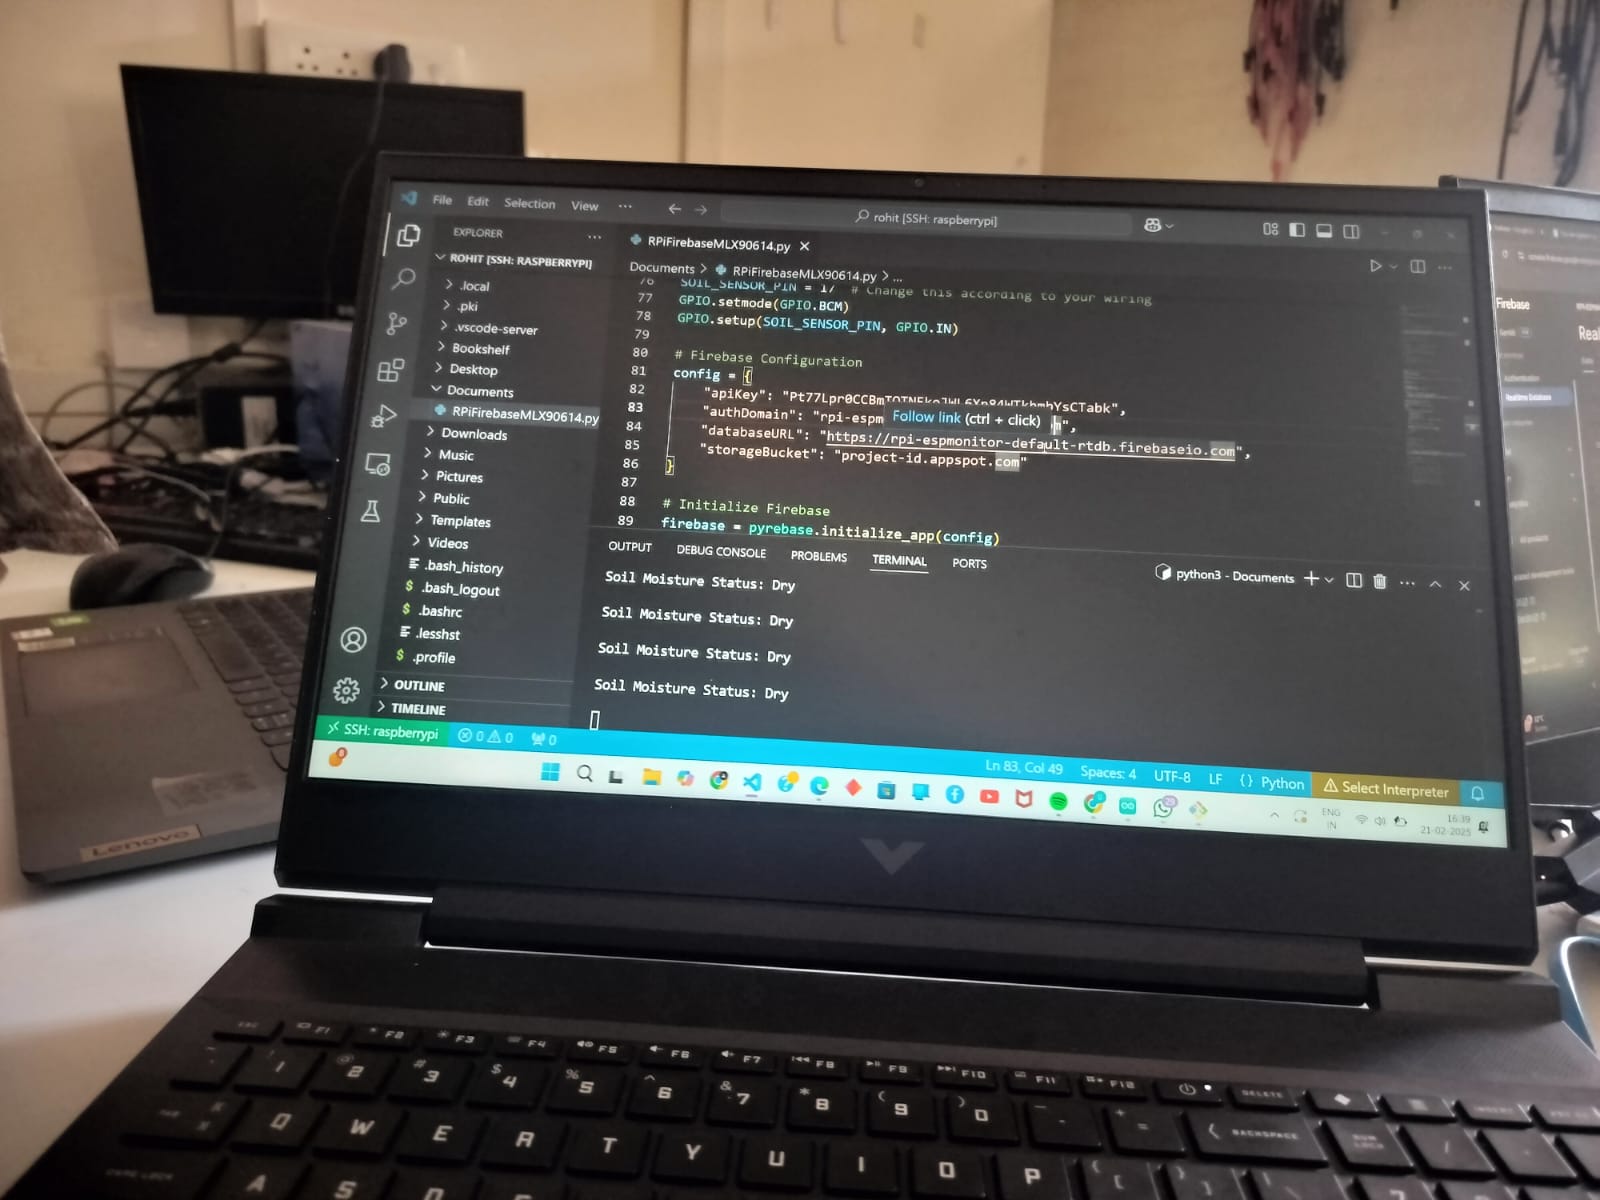 File Edit Selection View ... rohit [SSH: raspberrypi]
EXPLORER ...
ROHIT [SSH: RASPBERRYPI]
.local
.pki
.vscode-server
Bookshelf
Desktop
Documents
RPiFirebaseMLX90614.py
Downloads
Music
Pictures
Public
Templates
Videos
.bash_history
$ .bash_logout
$ .bashrc
.lesshst
$ .profile
OUTLINE
TIMELINE
RPiFirebaseMLX90614.py
Documents > RPiFirebaseMLX90614.py > ...
76 SOIL_SENSOR_PIN = 17 # Change this according to your wiring
77 GPIO.setmode(GPIO.BCM)
78 GPIO.setup(SOIL_SENSOR_PIN, GPIO.IN)
79
80 # Firebase Configuration
81 config = {
82 "apiKey":
83 "authDomain": "rpi-espm
Follow link (ctrl + click)
84 "databaseURL": "https://rpi-espmonitor-default-rtdb.firebaseio.com",
85 "storageBucket": "project-id.appspot.com"
86 }
87
88 # Initialize Firebase
89 firebase = pyrebase.initialize_app(config)
OUTPUT DEBUG CONSOLE PROBLEMS TERMINAL PORTS
python3 - Documents
Soil Moisture Status: Dry
Soil Moisture Status: Dry
Soil Moisture Status: Dry
Soil Moisture Status: Dry
SSH: raspberrypi 0 0 0 Ln 83, Col 49 Spaces: 4 UTF-8 LF {} Python Select Interpreter
ENG
IN
16:39
21-02-2025
Firebase
Lenovo
F1 F2 F3 F4 F5 F6 F7 F8 F9 F10 F11 F12 DELETE
1 2 3 4 5 6 7 8 9 0 - = BACKSPACE
Q W E R T Y U I O P
A S D